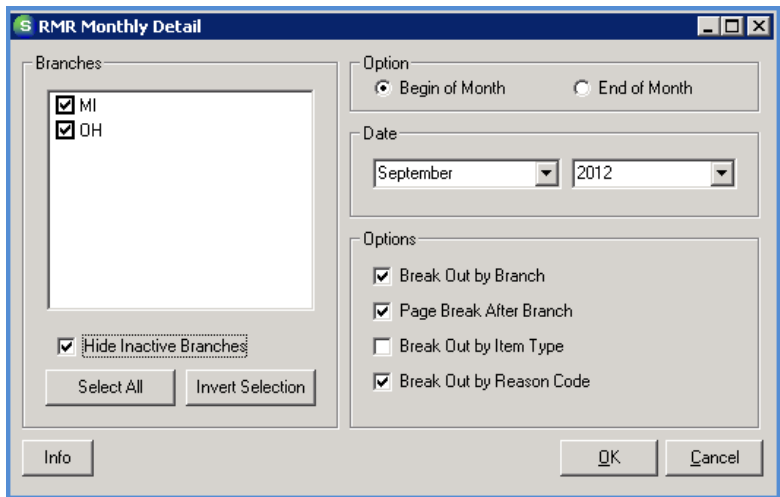 S RMR Monthly Detail
Branches
MI
OH
Hide Inactive Branches
Select All Invert Selection
Option
Begin of Month End of Month
Date
September 2012
Options
Break Out by Branch
Page Break After Branch
Break Out by Item Type
Break Out by Reason Code
Info OK Cancel